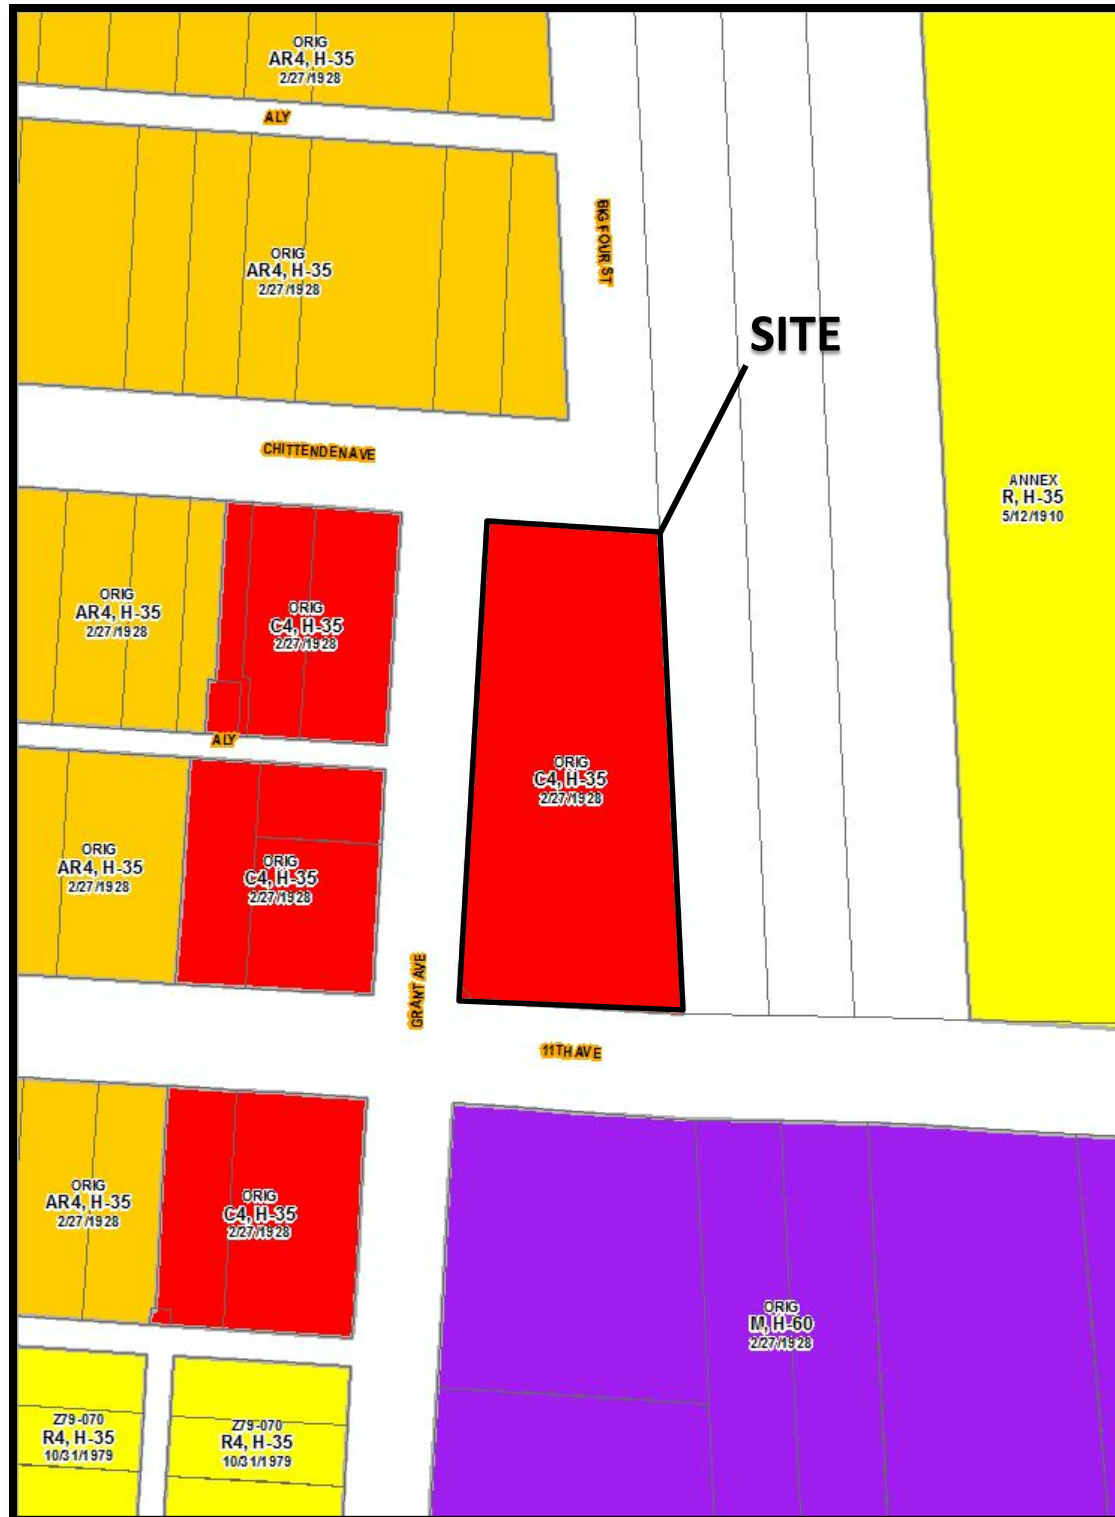 ORIG
AR4, H-35
2/27/1928
ALY
BIG FOUR ST
ORIG
AR4, H-35
2/27/1928
SITE
CHITTENDEN AVE
ANNEX
R, H-35
5/12/1910
ORIG
AR4, H-35
2/27/1928
ORIG
C4, H-35
2/27/1928
ALY
ORIG
C4, H-35
2/27/1928
ORIG
AR4, H-35
2/27/1928
ORIG
C4, H-35
2/27/1928
GRANT AVE
11TH AVE
ORIG
AR4, H-35
2/27/1928
ORIG
C4, H-35
2/27/1928
ORIG
M, H-60
2/27/1928
Z79-070
R4, H-35
10/31/1979
Z79-070
R4, H-35
10/31/1979